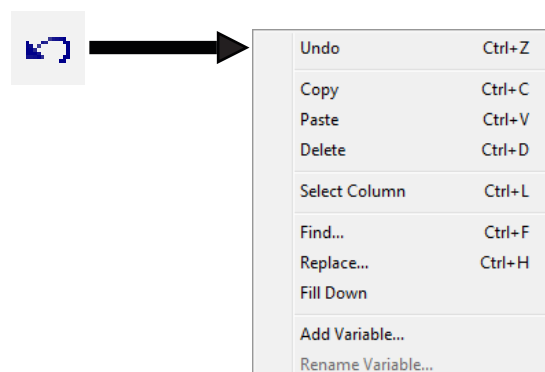 Undo Ctrl+Z
Copy Ctrl+C
Paste Ctrl+V
Delete Ctrl+D
Select Column Ctrl+L
Find... Ctrl+F
Replace... Ctrl+H
Fill Down
Add Variable...
Rename Variable...